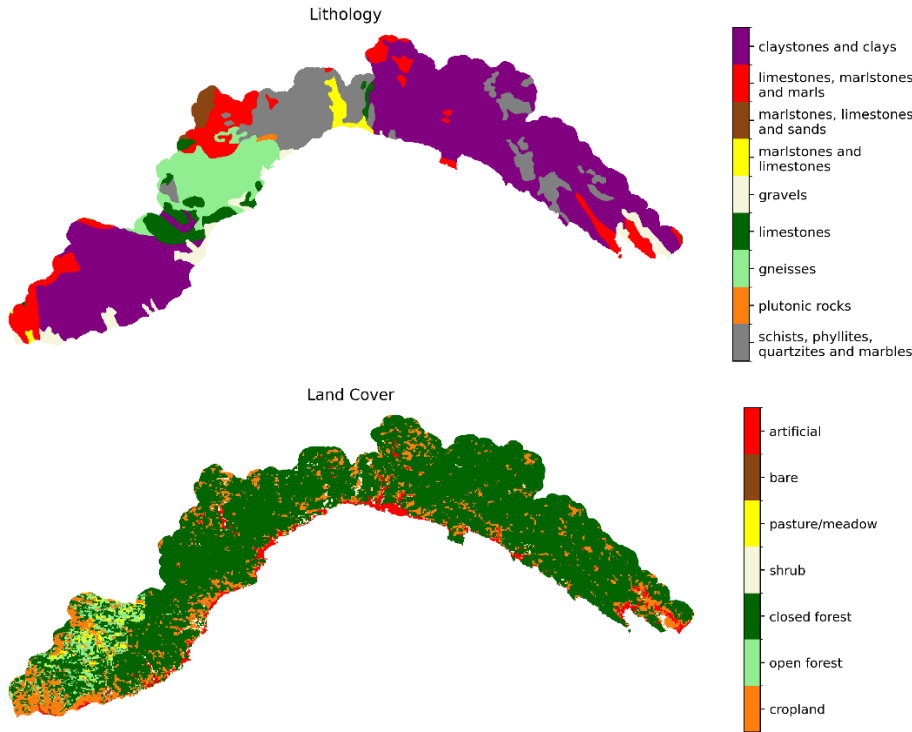 Lithology
claystones and clays
limestones, marlstones
and marls
marlstones, limestones
and sands
marlstones and
limestones
gravels
limestones
gneisses
plutonic rocks
schists, phyllites,
quartzites and marbles
Land Cover
artificial
bare
pasture/meadow
shrub
closed forest
open forest
cropland